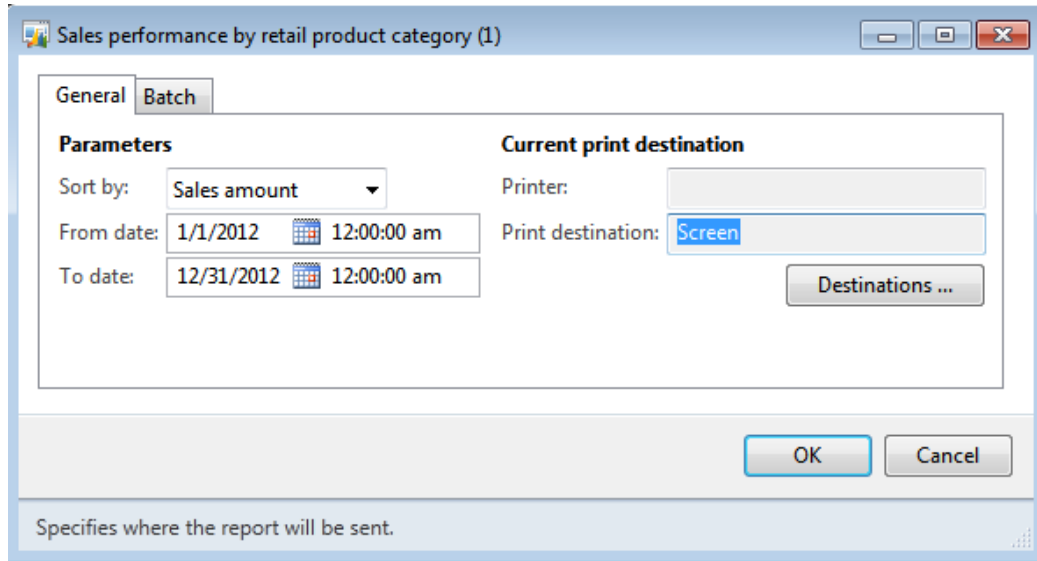 Sales performance by retail product category (1)
General Batch
Parameters
Sort by: Sales amount
From date: 1/1/2012 12:00:00 am
To date: 12/31/2012 12:00:00 am
Current print destination
Printer:
Print destination: Screen
Destinations ...
OK Cancel
Specifies where the report will be sent.